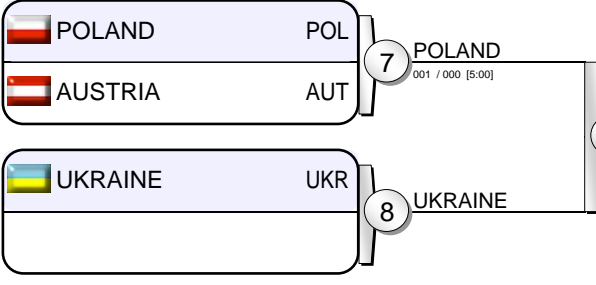 POLAND POL
7 POLAND
001 / 000 [5:00]
AUSTRIA AUT
UKRAINE UKR
8 UKRAINE